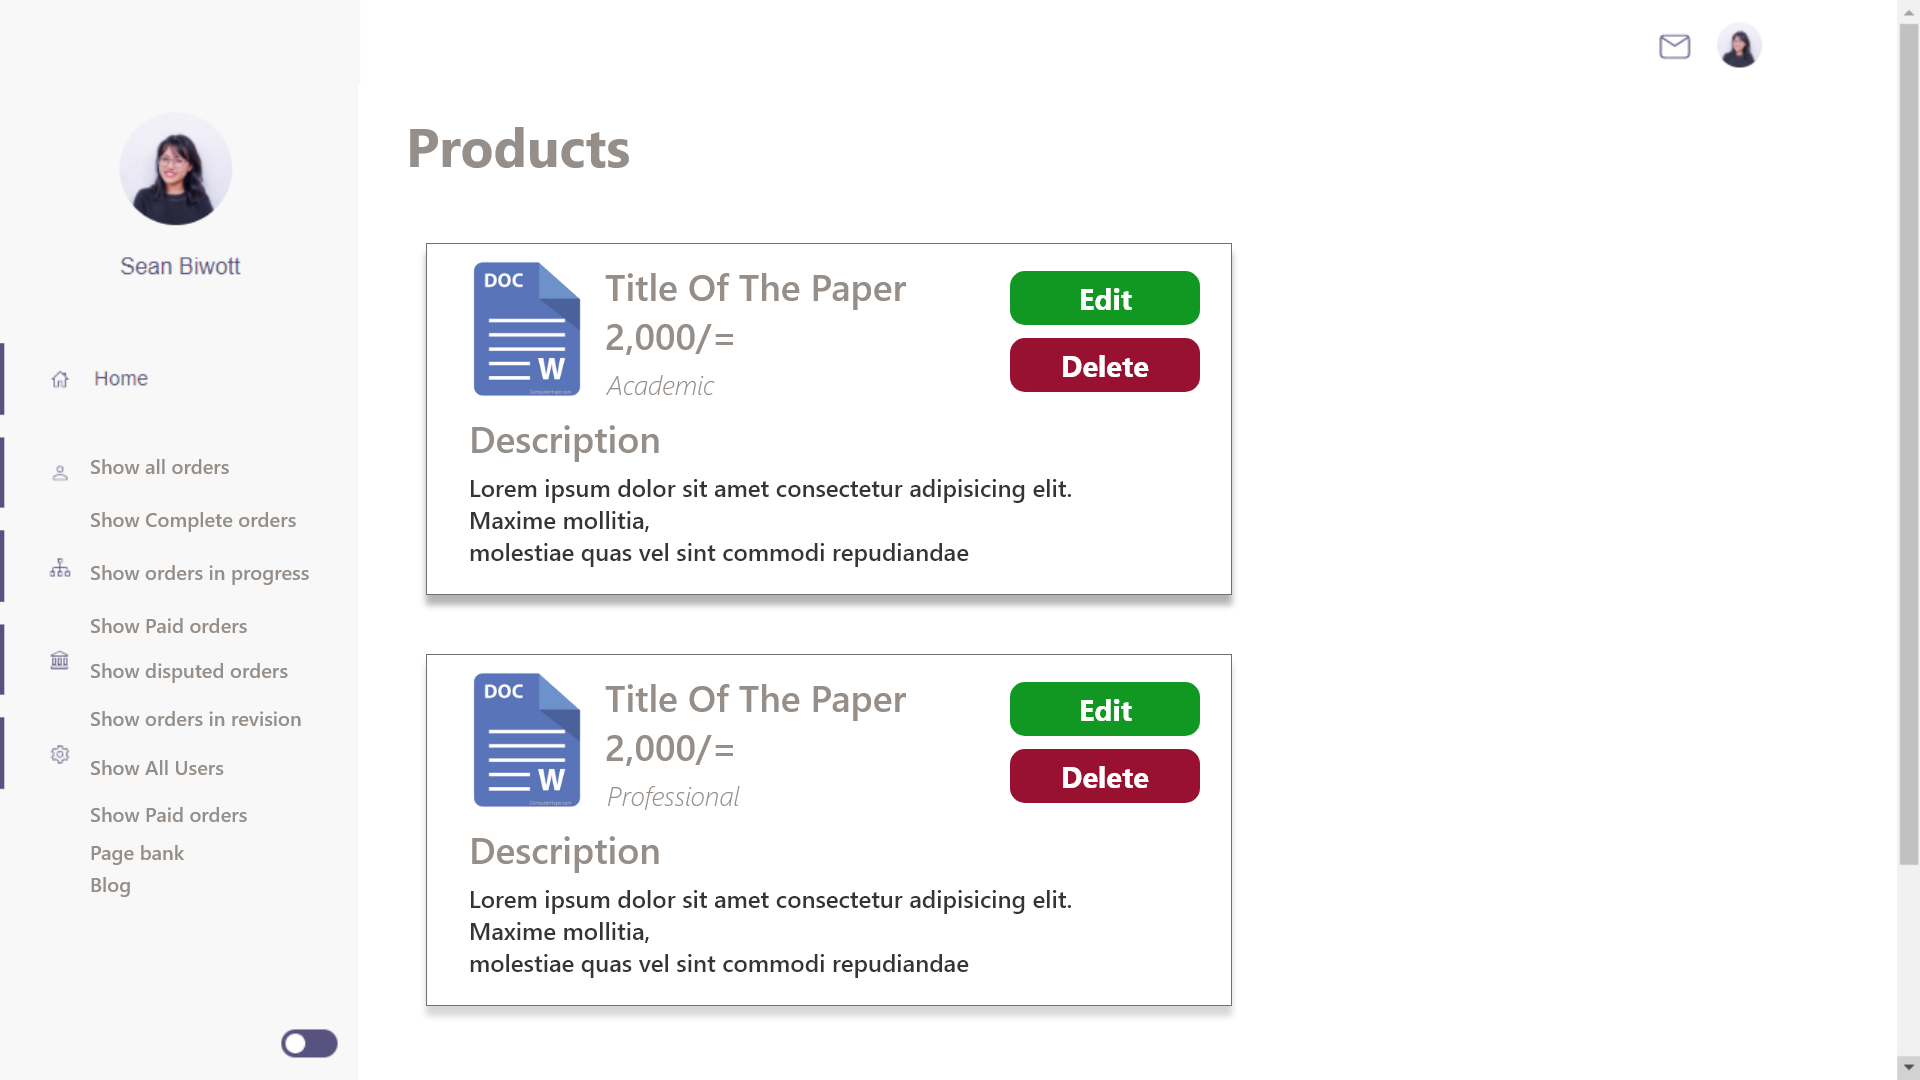 Products
Sean Biwott
Home
Show all orders
Show Complete orders
Show orders in progress
Show Paid orders
Show disputed orders
Show orders in revision
Show All Users
Show Paid orders
Page bank
Blog
DOC
W
Title Of The Paper
2,000/=
Academic
Edit
Delete
Description
Lorem ipsum dolor sit amet consectetur adipisicing elit.
Maxime mollitia,
molestiae quas vel sint commodi repudiandae
DOC
W
Title Of The Paper
2,000/=
Professional
Edit
Delete
Description
Lorem ipsum dolor sit amet consectetur adipisicing elit.
Maxime mollitia,
molestiae quas vel sint commodi repudiandae